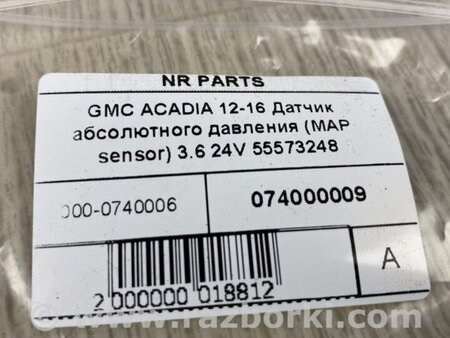 NR PARTS
GMC ACADIA 12-16 Датчик
абсолютного давления (MAP
sensor) 3.6 24V 55573248
000-0740006
074000009
A
2 000000 018812
www.razborki.com